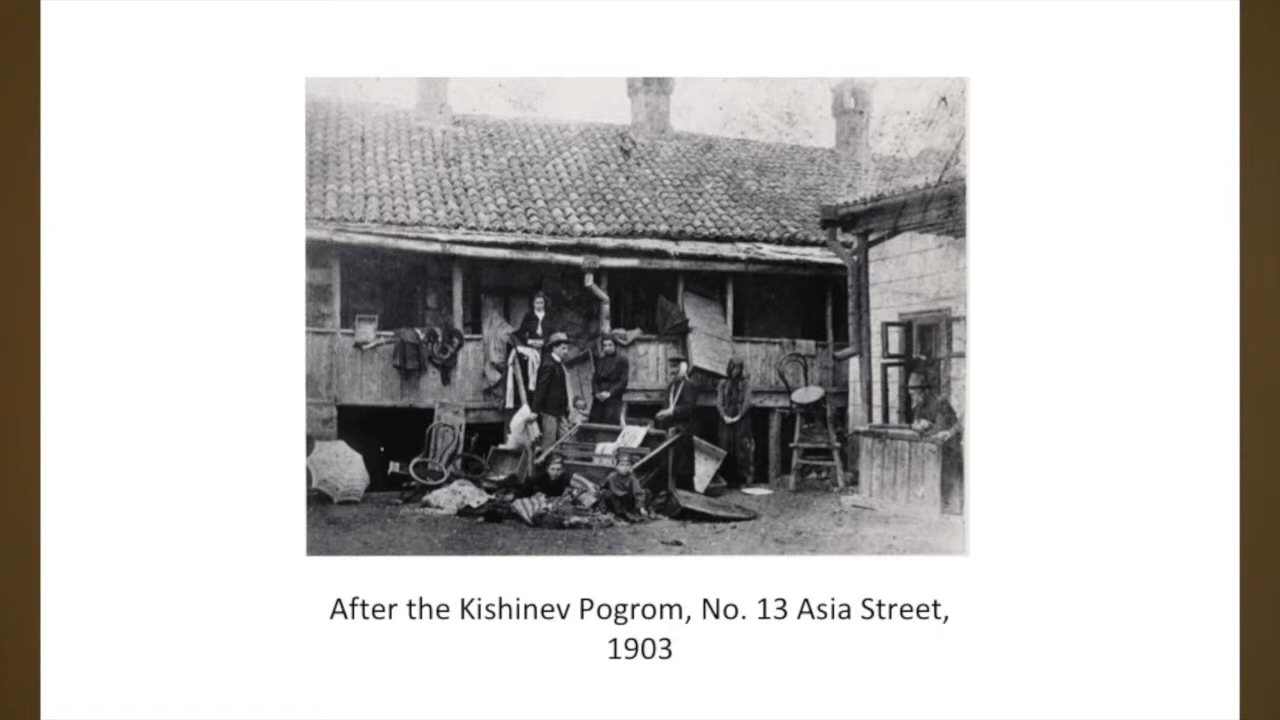 After the Kishinev Pogrom, No. 13 Asia Street,
1903